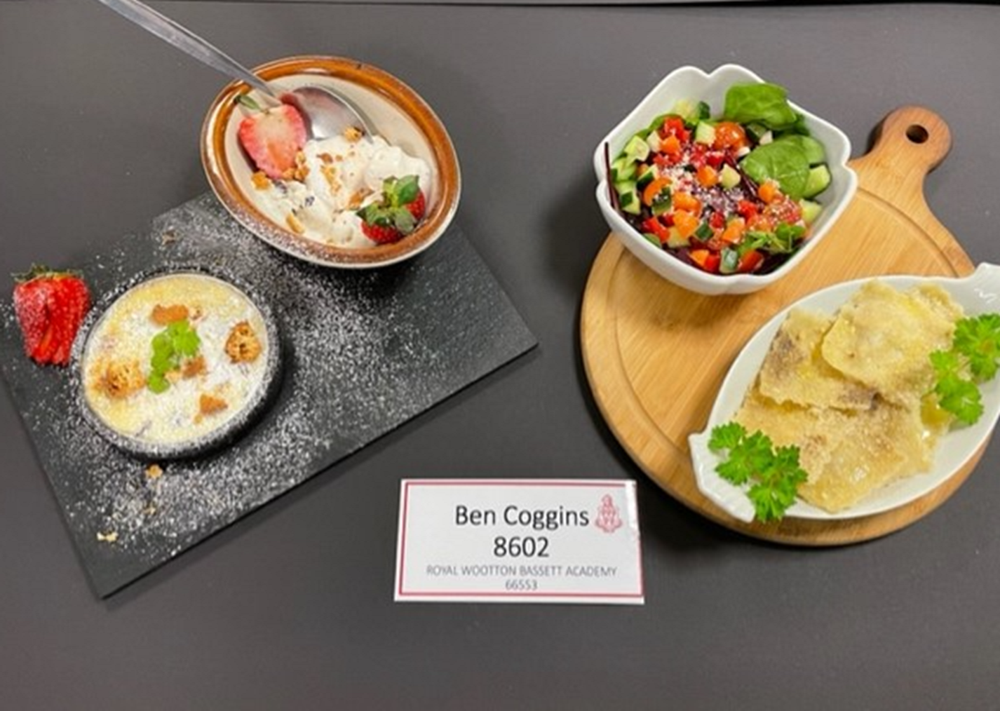 Ben Coggins
8602
ROYAL WOOTTON BASSETT ACADEMY
66553